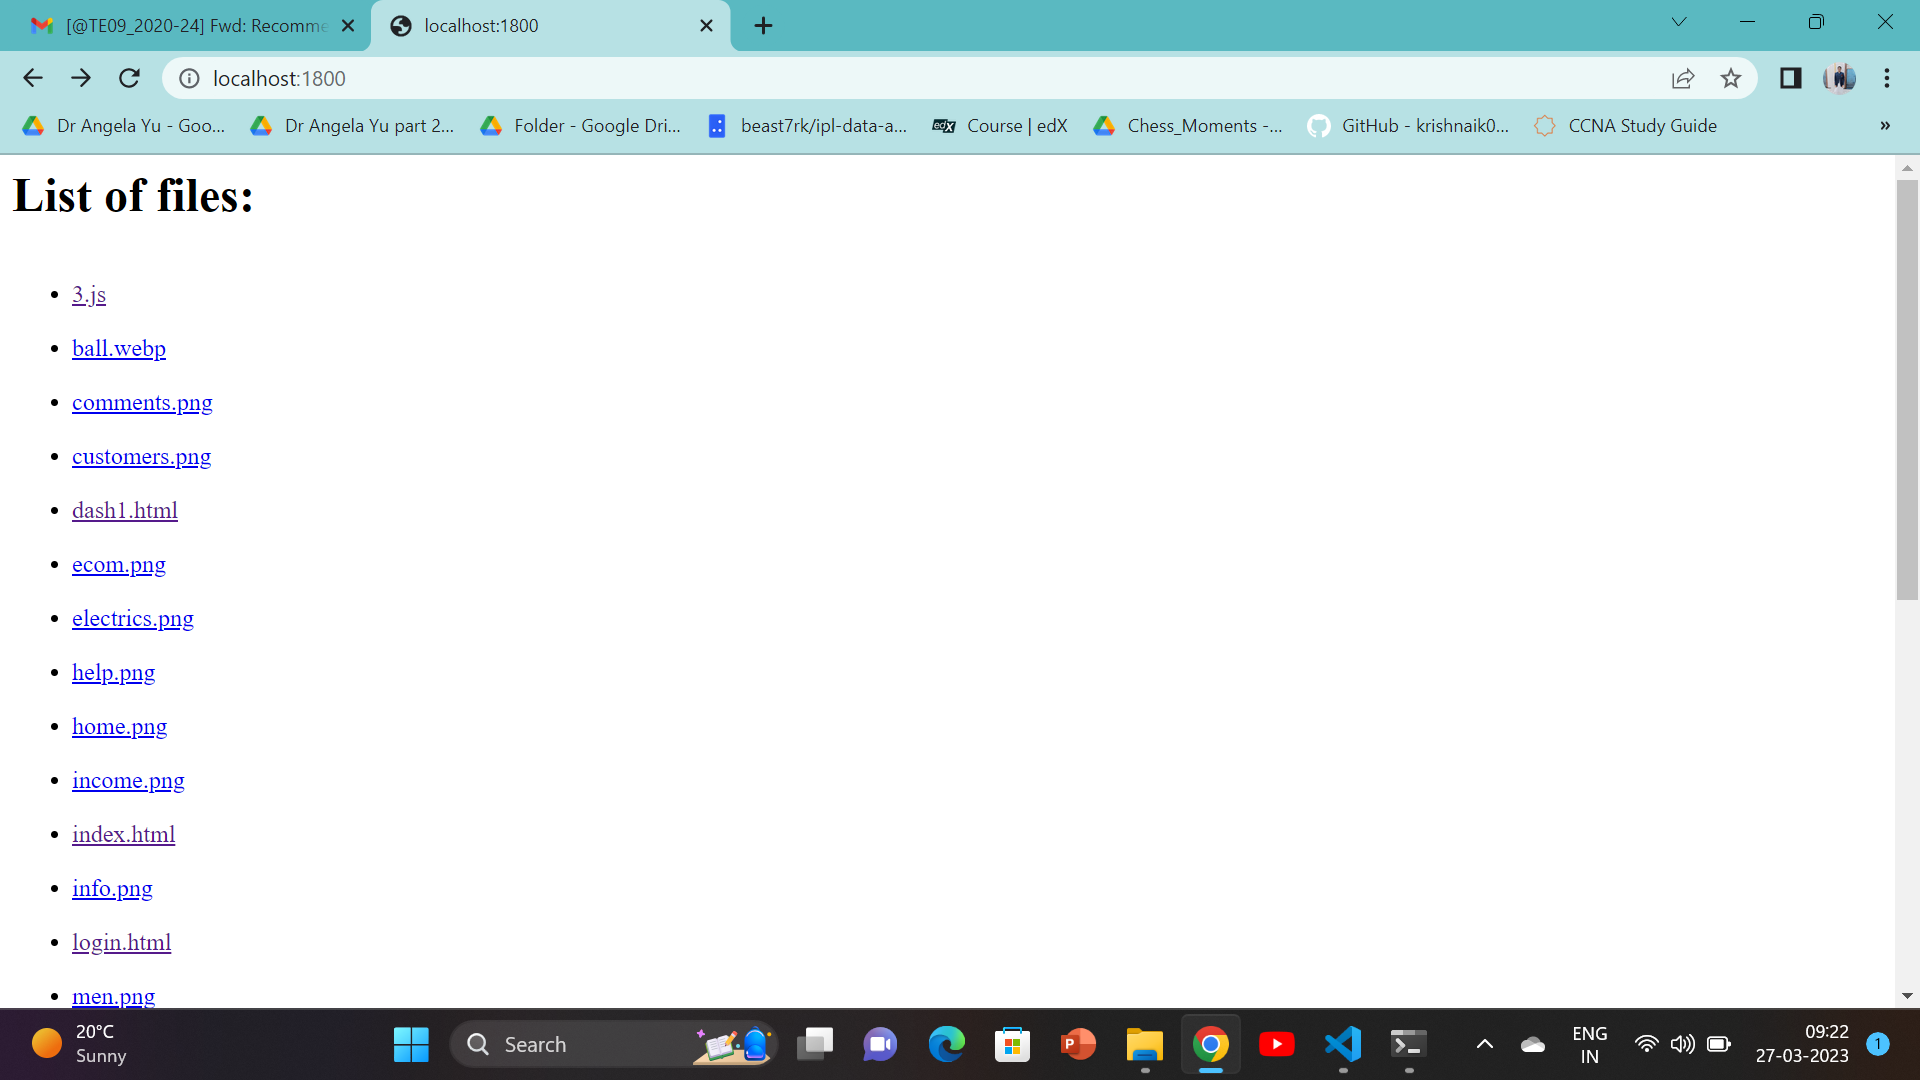 [@TE09_2020-24] Fwd: Recomme
localhost:1800
localhost:1800
Dr Angela Yu - Goo...
Dr Angela Yu part 2...
Folder - Google Dri...
beast7rk/ipl-data-a...
edX
Course | edX
Chess_Moments -...
GitHub - krishnaik0...
CCNA Study Guide
»
List of files:
• 3.js
• ball.webp
• comments.png
• customers.png
• dash1.html
• ecom.png
• electrics.png
• help.png
• home.png
• income.png
• index.html
• info.png
• login.html
• men.png
20°C
Sunny
Search
P
ENG
IN
09:22
27-03-2023
1